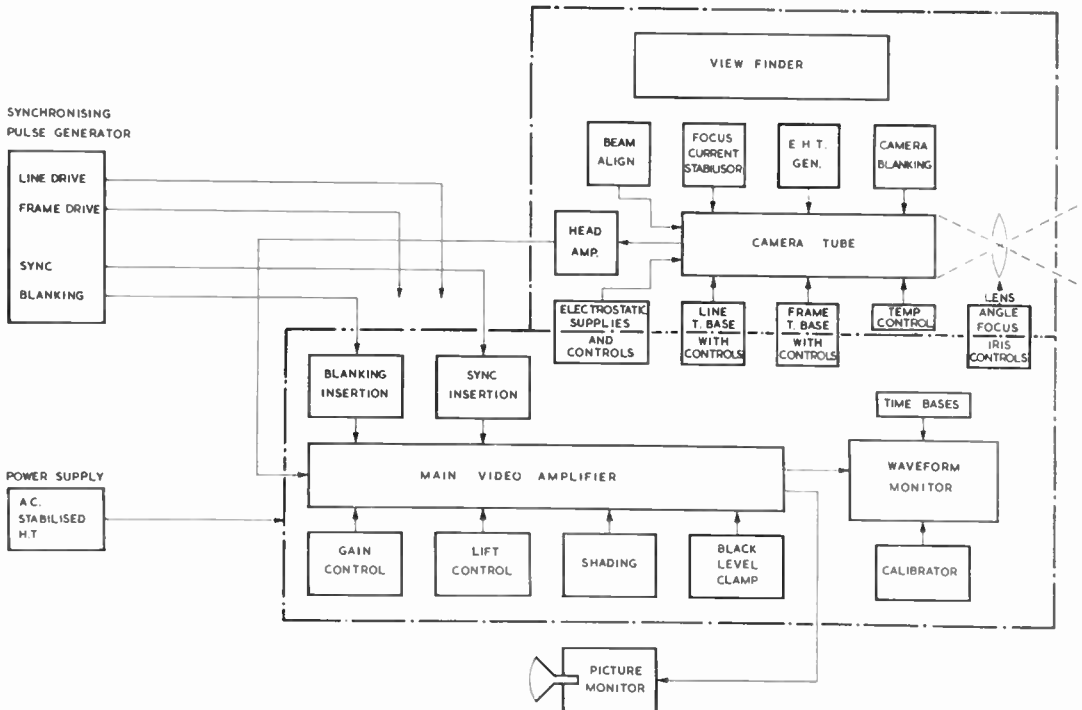 VIEW FINDER
SYNCHRONISING
PULSE GENERATOR
LINE DRIVE
FRAME DRIVE
SYNC
BLANKING
BEAM
ALIGN
FOCUS
CURRENT
STABILISOR
E H T.
GEN.
CAMERA
BLANKING
HEAD
AMP.
CAMERA TUBE
ELECTROSTATIC
SUPPLIES
AND
CONTROLS
LINE
T. BASE
WITH
CONTROLS
FRAME
T. BASE
WITH
CONTROLS
TEMP
CONTROL
LENS
ANGLE
FOCUS
IRIS
CONTROLS
BLANKING
INSERTION
SYNC
INSERTION
TIME BASES
MAIN VIDEO AMPLIFIER
WAVEFORM
MONITOR
POWER SUPPLY
A.C.
STABILISED
H.T
GAIN
CONTROL
LIFT
CONTROL
SHADING
BLACK
LEVEL
CLAMP
CALIBRATOR
PICTURE
MONITOR